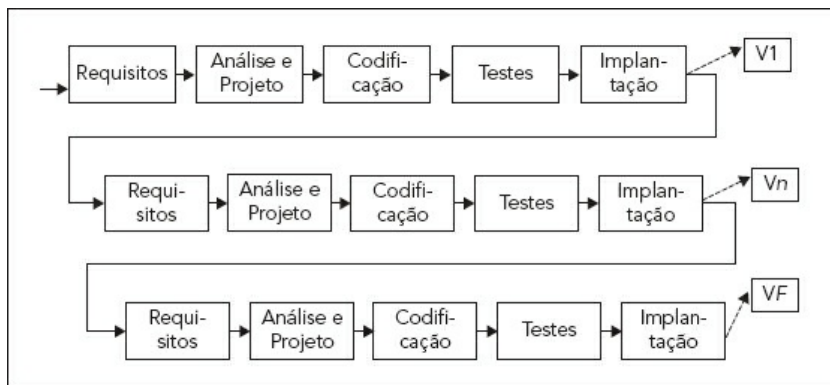 Requisitos
Análise e
Projeto
Codifi-
cação
Testes
Implan-
tação
V1
Requi-
sitos
Análise e
Projeto
Codifi-
cação
Testes
Implan-
tação
Vn
Requi-
sitos
Análise e
Projeto
Codifi-
cação
Testes
Implan-
tação
VF